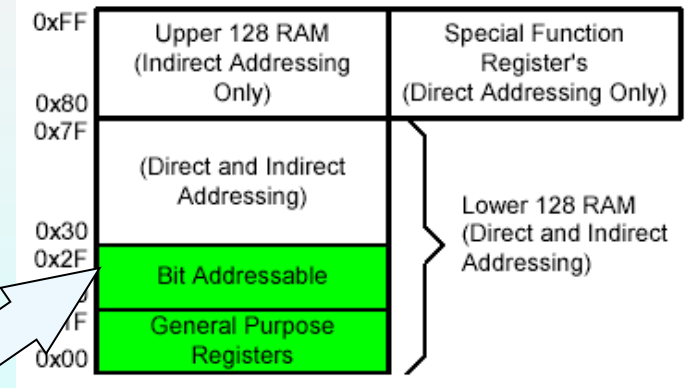 0xFF
Upper 128 RAM
(Indirect Addressing
Only)
0x80
Special Function
Register's
(Direct Addressing Only)
0x7F
(Direct and Indirect
Addressing)
0x30
0x2F
Bit Addressable
General Purpose
Registers
0x00
Lower 128 RAM
(Direct and Indirect
Addressing)